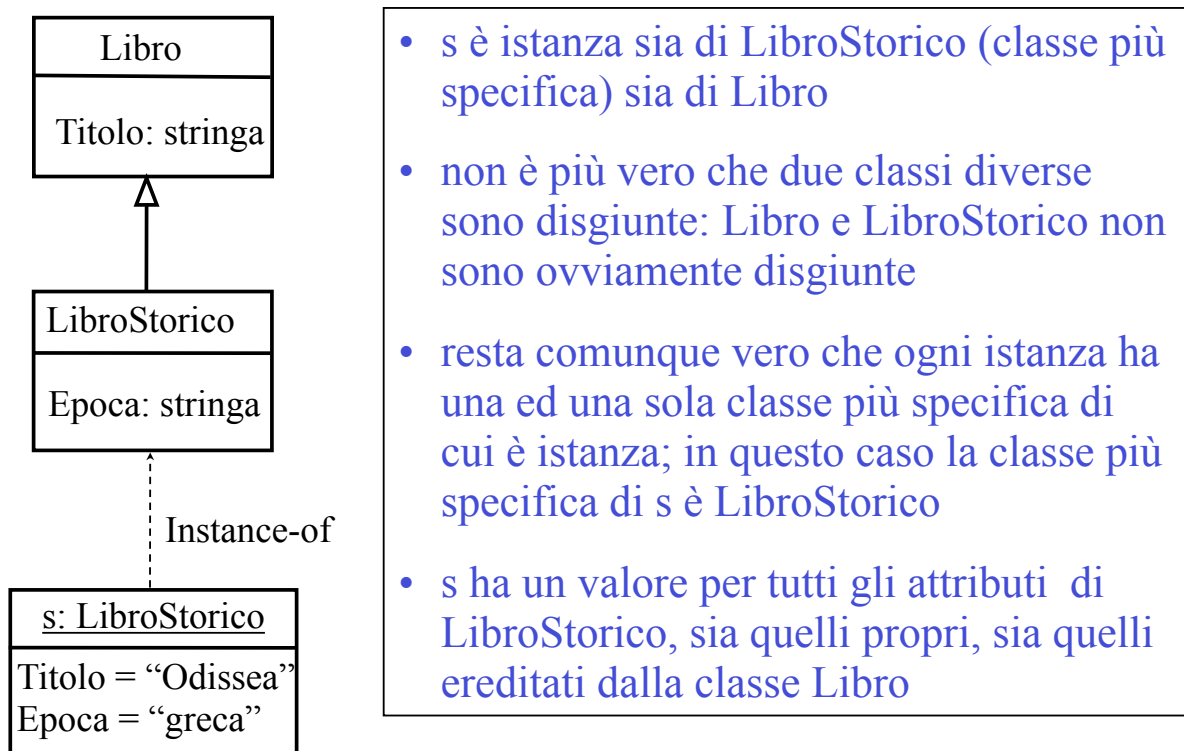 Libro
Titolo: stringa
LibroStorico
Epoca: stringa
Instance-of
s: LibroStorico
Titolo = “Odissea”
Epoca = “greca”
• s è istanza sia di LibroStorico (classe più
specifica) sia di Libro
• non è più vero che due classi diverse
sono disgiunte: Libro e LibroStorico non
sono ovviamente disgiunte
• resta comunque vero che ogni istanza ha
una ed una sola classe più specifica di
cui è istanza; in questo caso la classe più
specifica di s è LibroStorico
• s ha un valore per tutti gli attributi di
LibroStorico, sia quelli propri, sia quelli
ereditati dalla classe Libro